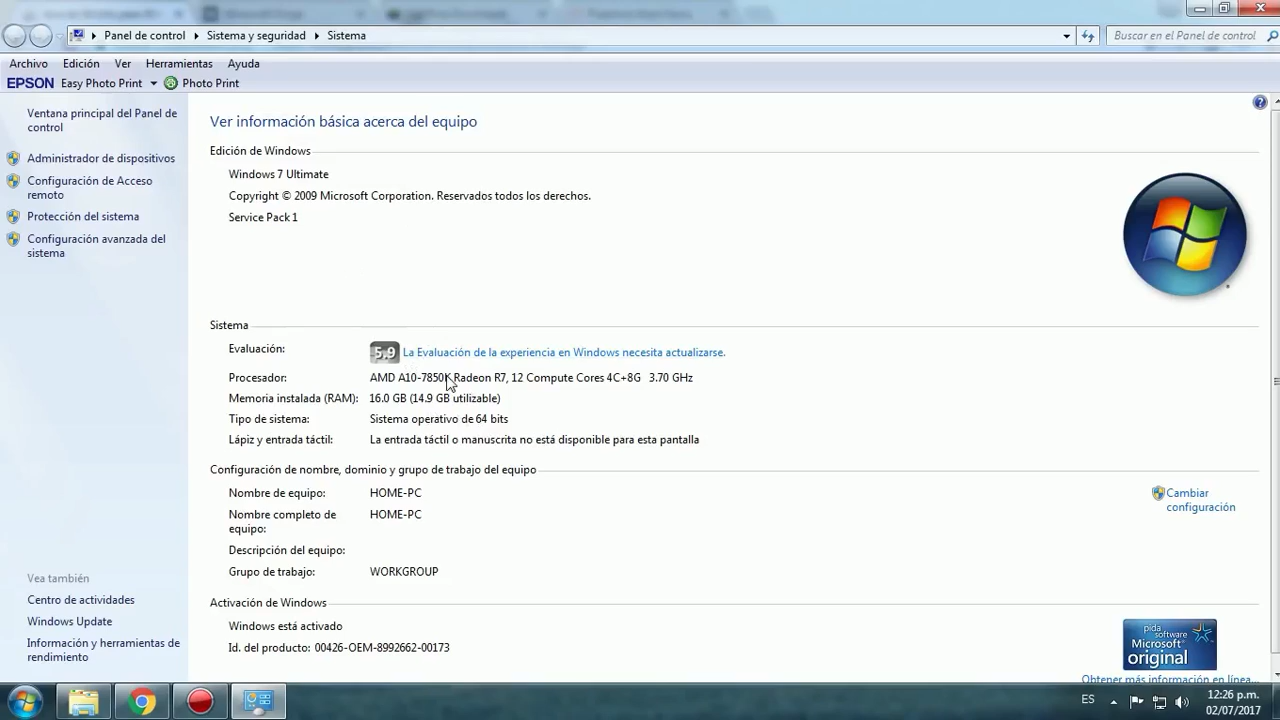 Panel de control
Sistema y seguridad
Sistema
Buscar en el Panel de control
Archivo
Edición
Ver
Herramientas
Ayuda
EPSON
Easy Photo Print
Photo Print
Ventana principal del Panel de
control
Administrador de dispositivos
Configuración de Acceso
remoto
Protección del sistema
Configuración avanzada del
sistema
Ver información básica acerca del equipo
Edición de Windows
Windows 7 Ultimate
Copyright © 2009 Microsoft Corporation. Reservados todos los derechos.
Service Pack 1
Sistema
Evaluación:
5,9
La Evaluación de la experiencia en Windows necesita actualizarse.
Procesador:
AMD A10-7850K Radeon R7, 12 Compute Cores 4C+8G 3.70 GHz
Memoria instalada (RAM):
16.0 GB (14.9 GB utilizable)
Tipo de sistema:
Sistema operativo de 64 bits
Lápiz y entrada táctil:
La entrada táctil o manuscrita no está disponible para esta pantalla
Configuración de nombre, dominio y grupo de trabajo del equipo
Nombre de equipo:
HOME-PC
Cambiar
configuración
Nombre completo de
equipo:
HOME-PC
Descripción del equipo:
Grupo de trabajo:
WORKGROUP
Activación de Windows
Windows está activado
Id. del producto: 00426-OEM-8992662-00173
pida
software
Microsoft
original
Obtener más información en línea...
Vea también
Centro de actividades
Windows Update
Información y herramientas de
rendimiento
ES
12:26 p.m.
02/07/2017